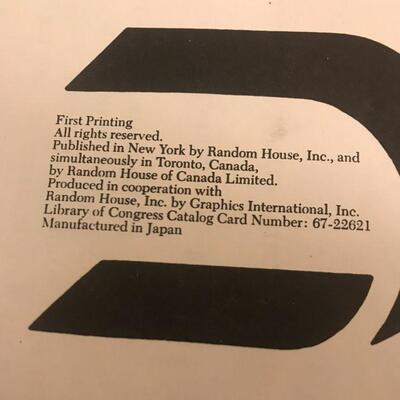 First Printing
All rights reserved.
Published in New York by Random House, Inc., and
simultaneously in Toronto, Canada,
by Random House of Canada Limited.
Produced in cooperation with
Random House, Inc. by Graphics International, Inc.
Library of Congress Catalog Card Number: 67-22621
Manufactured in Japan